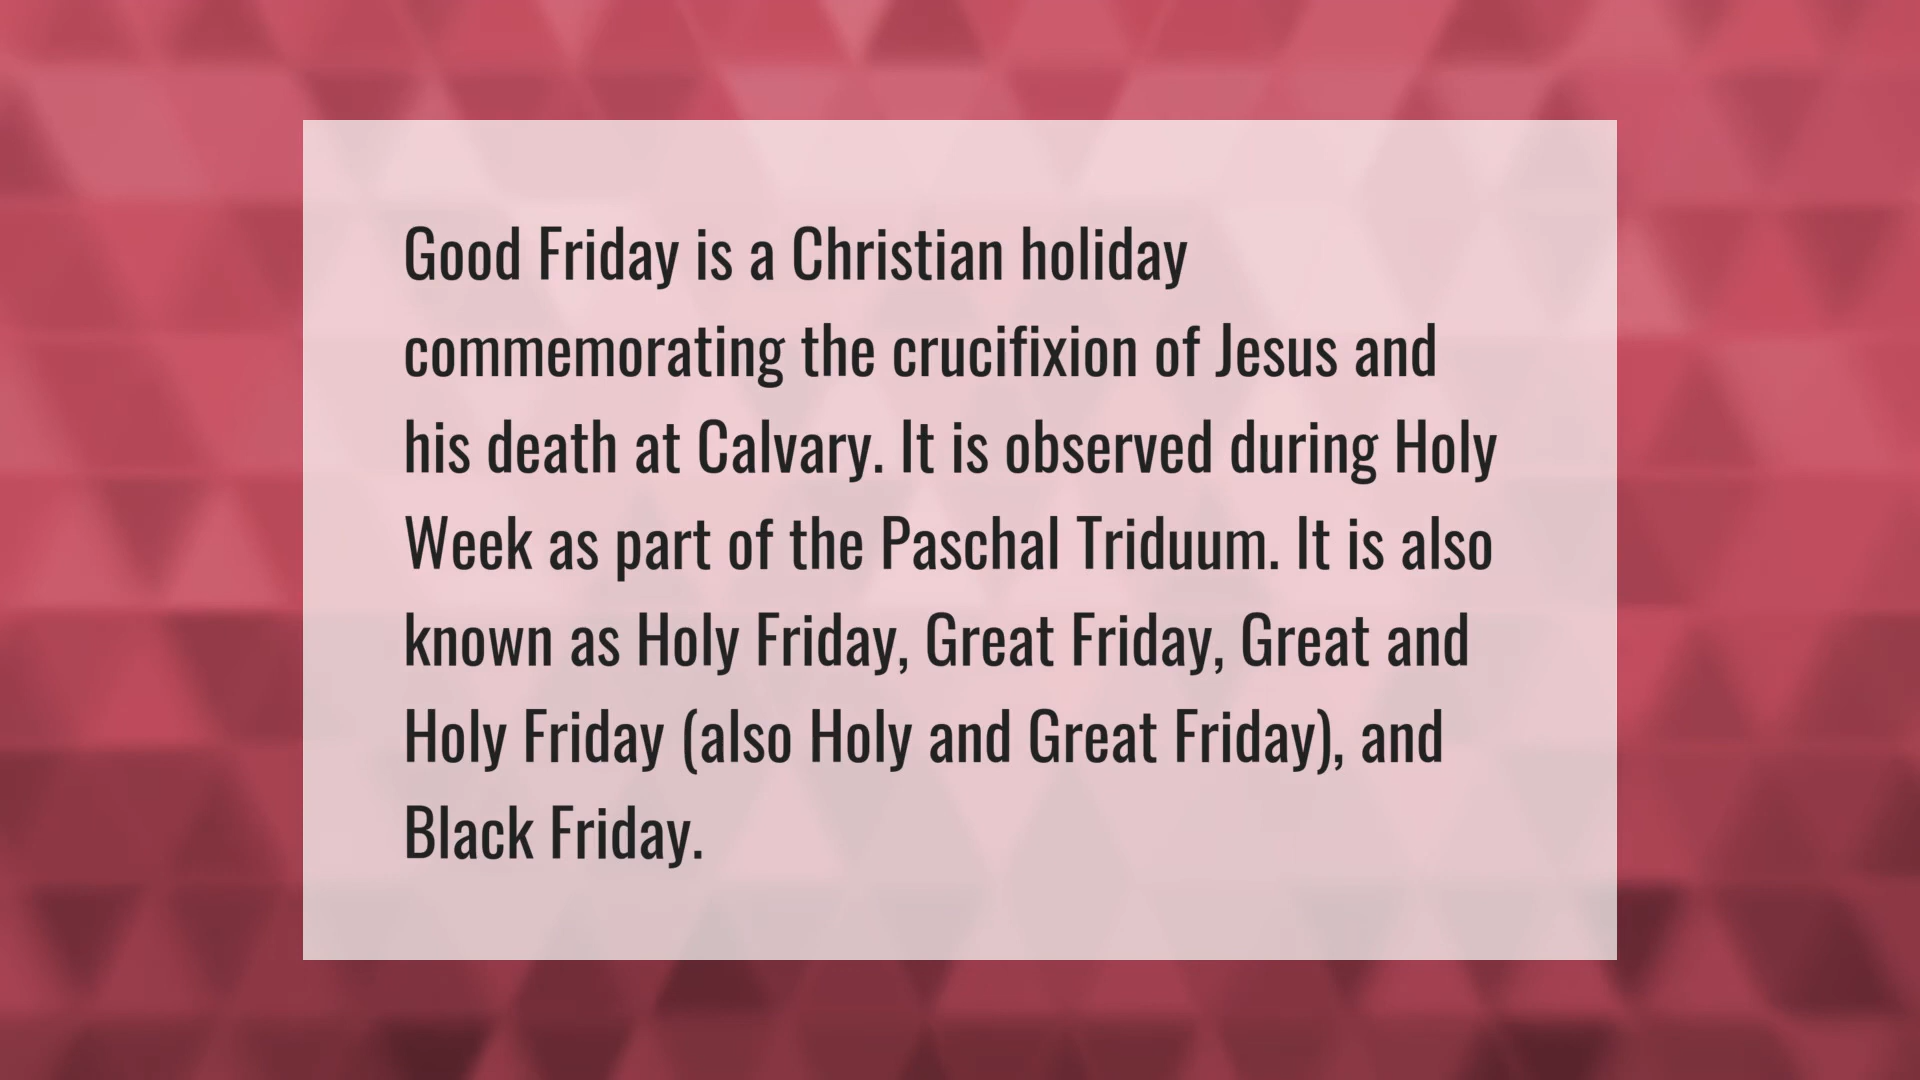 Good Friday is a Christian holiday
commemorating the crucifixion of Jesus and
his death at Calvary. It is observed during Holy
Week as part of the Paschal Triduum. It is also
known as Holy Friday, Great Friday, Great and
Holy Friday (also Holy and Great Friday), and
Black Friday.